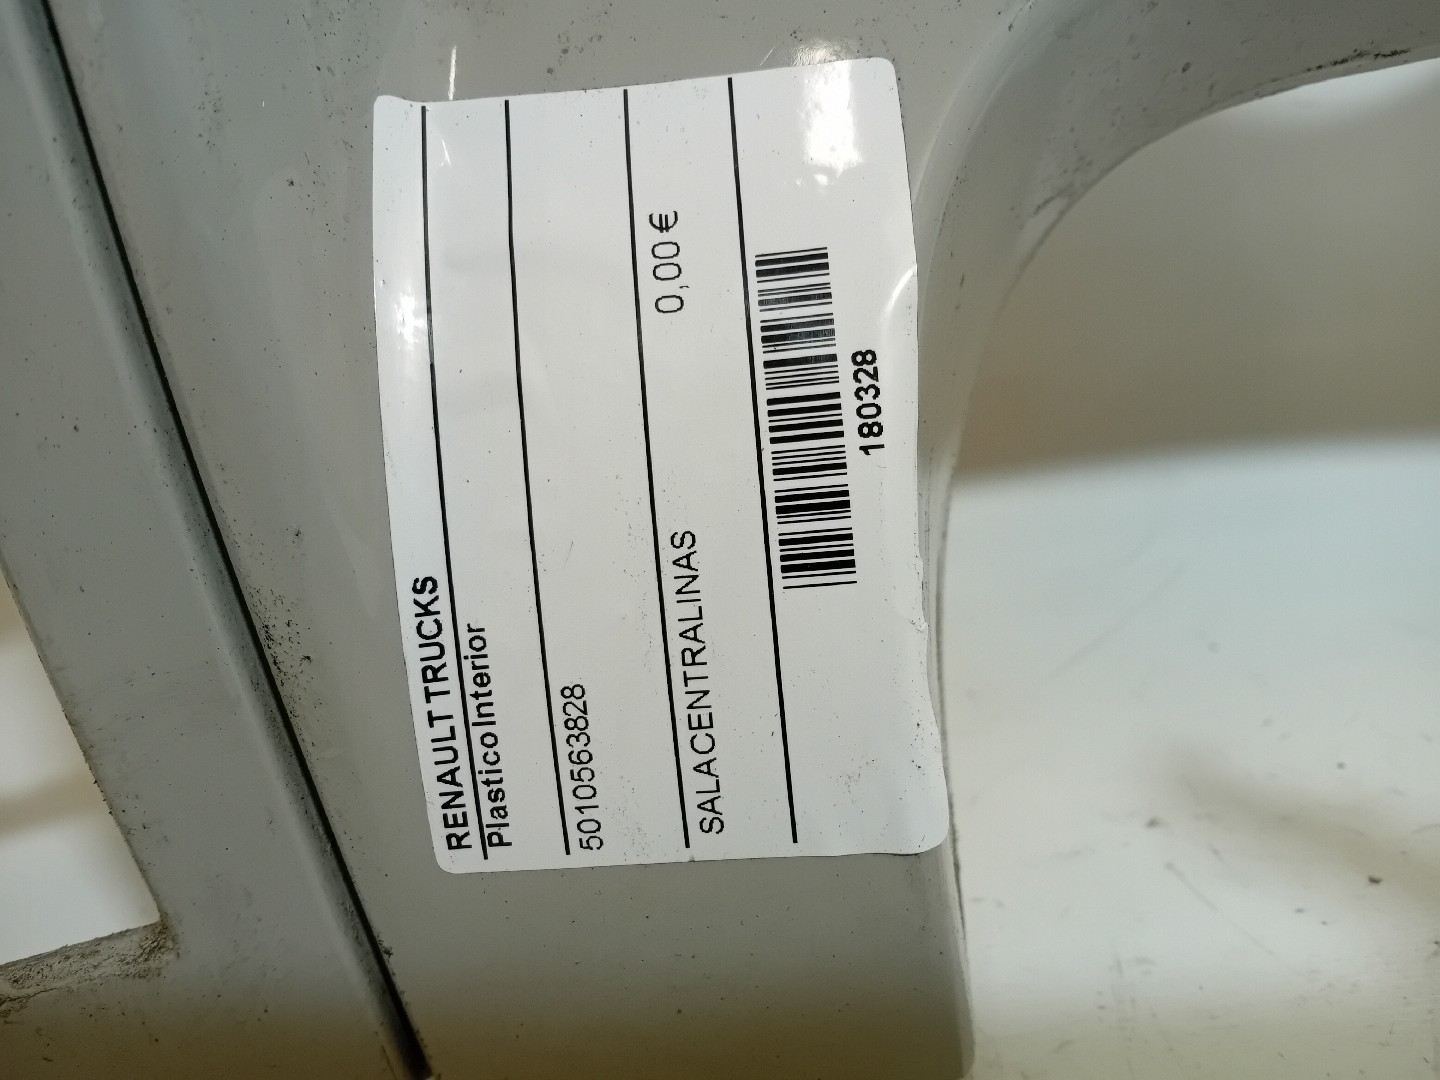 RENAULT TRUCKS
Plastico Interior
5010563828
SALACENTRALINAS 0,00 €
180328